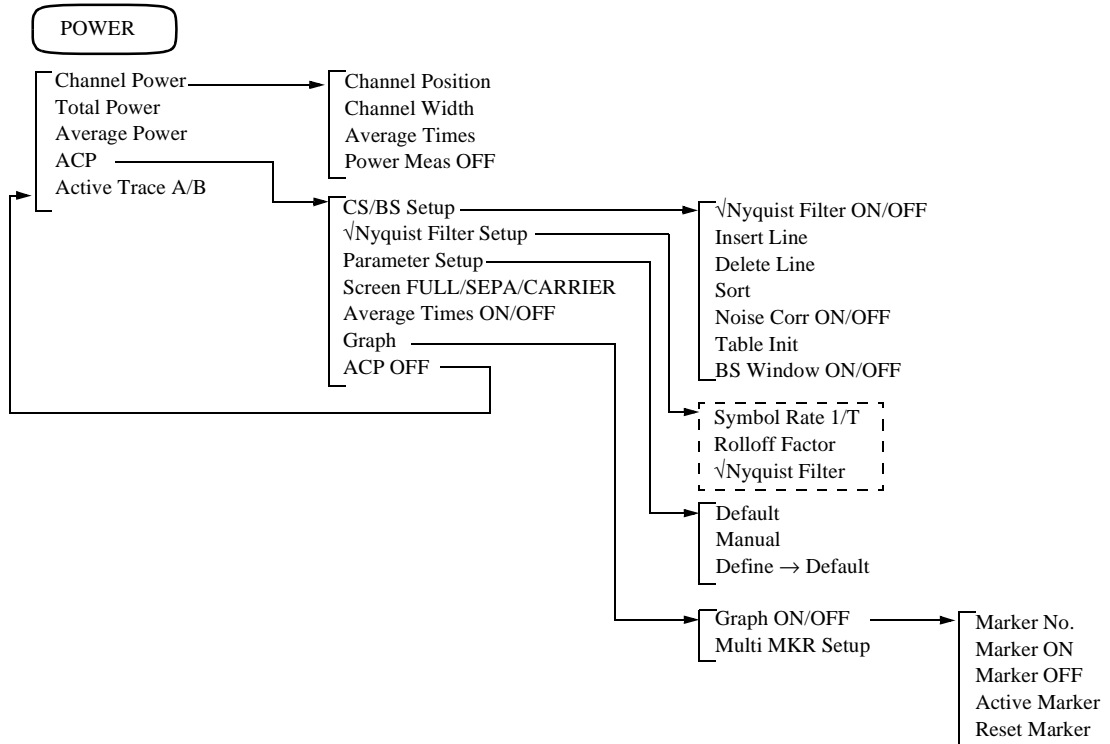 POWER
Channel Power
Total Power
Average Power
ACP
Active Trace A/B
Channel Position
Channel Width
Average Times
Power Meas OFF
CS/BS Setup
√Nyquist Filter Setup
Parameter Setup
Screen FULL/SEPA/CARRIER
Average Times ON/OFF
Graph
ACP OFF
√Nyquist Filter ON/OFF
Insert Line
Delete Line
Sort
Noise Corr ON/OFF
Table Init
BS Window ON/OFF
Symbol Rate 1/T
Rolloff Factor
√Nyquist Filter
Default
Manual
Define → Default
Graph ON/OFF
Multi MKR Setup
Marker No.
Marker ON
Marker OFF
Active Marker
Reset Marker